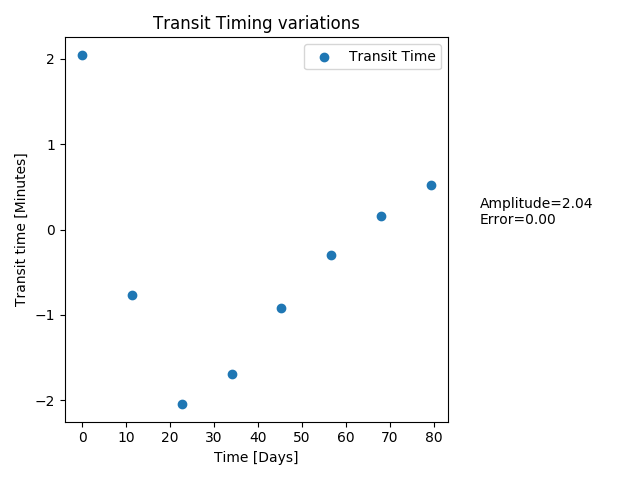 Transit Timing variations
Transit Time
Transit time [Minutes]
2
1
0
−1
−2
Amplitude=2.04
Error=0.00
0 10 20 30 40 50 60 70 80
Time [Days]